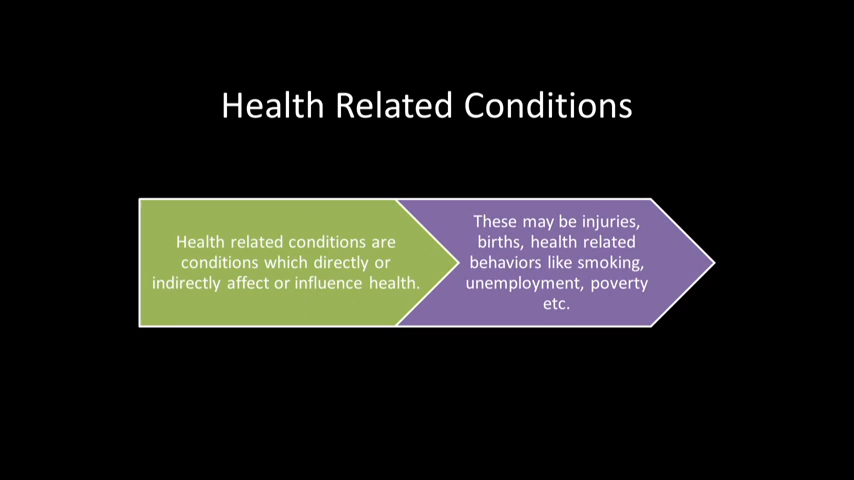 Health Related Conditions
Health related conditions are
conditions which directly or
indirectly affect or influence health.
These may be injuries,
births, health related
behaviors like smoking,
unemployment, poverty
etc.